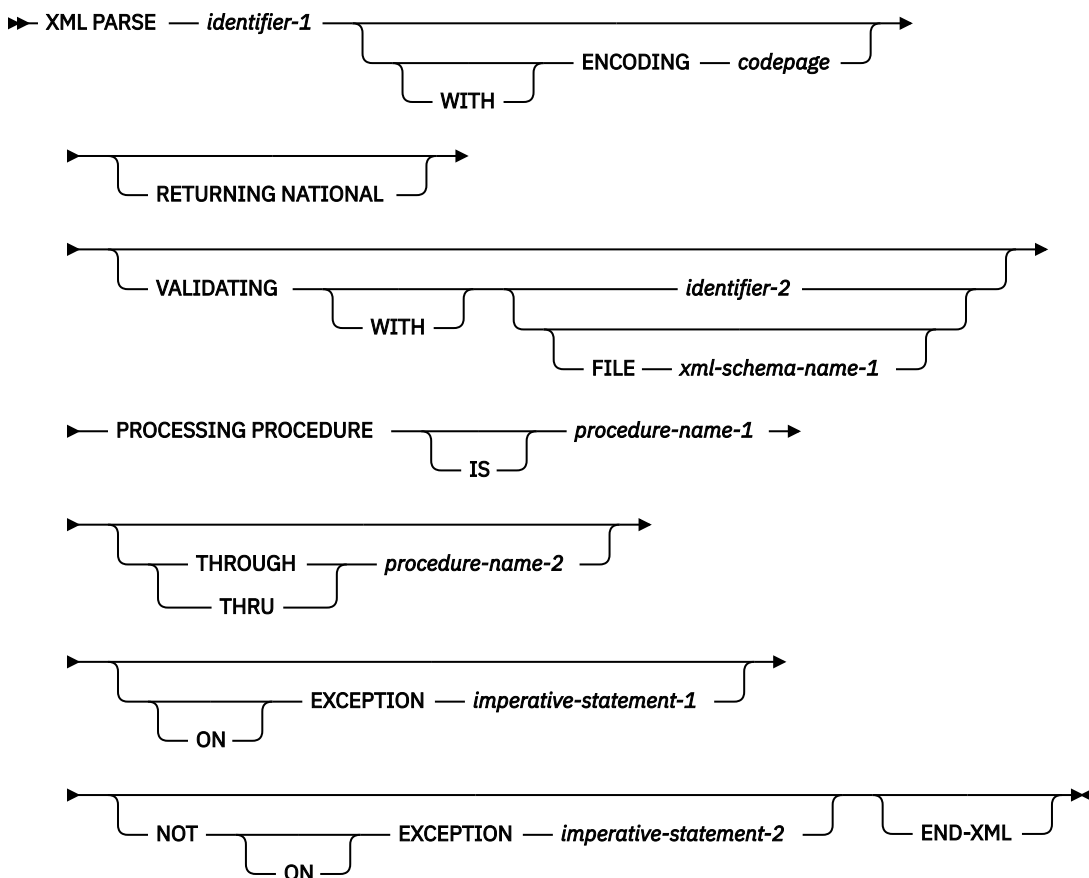 XML PARSE identifier-1
ENCODING codepage
WITH
RETURNING NATIONAL
VALIDATING identifier-2
WITH
FILE xml-schema-name-1
PROCESSING PROCEDURE procedure-name-1
IS
THROUGH procedure-name-2
THRU
EXCEPTION imperative-statement-1
ON
NOT EXCEPTION imperative-statement-2 END-XML
ON